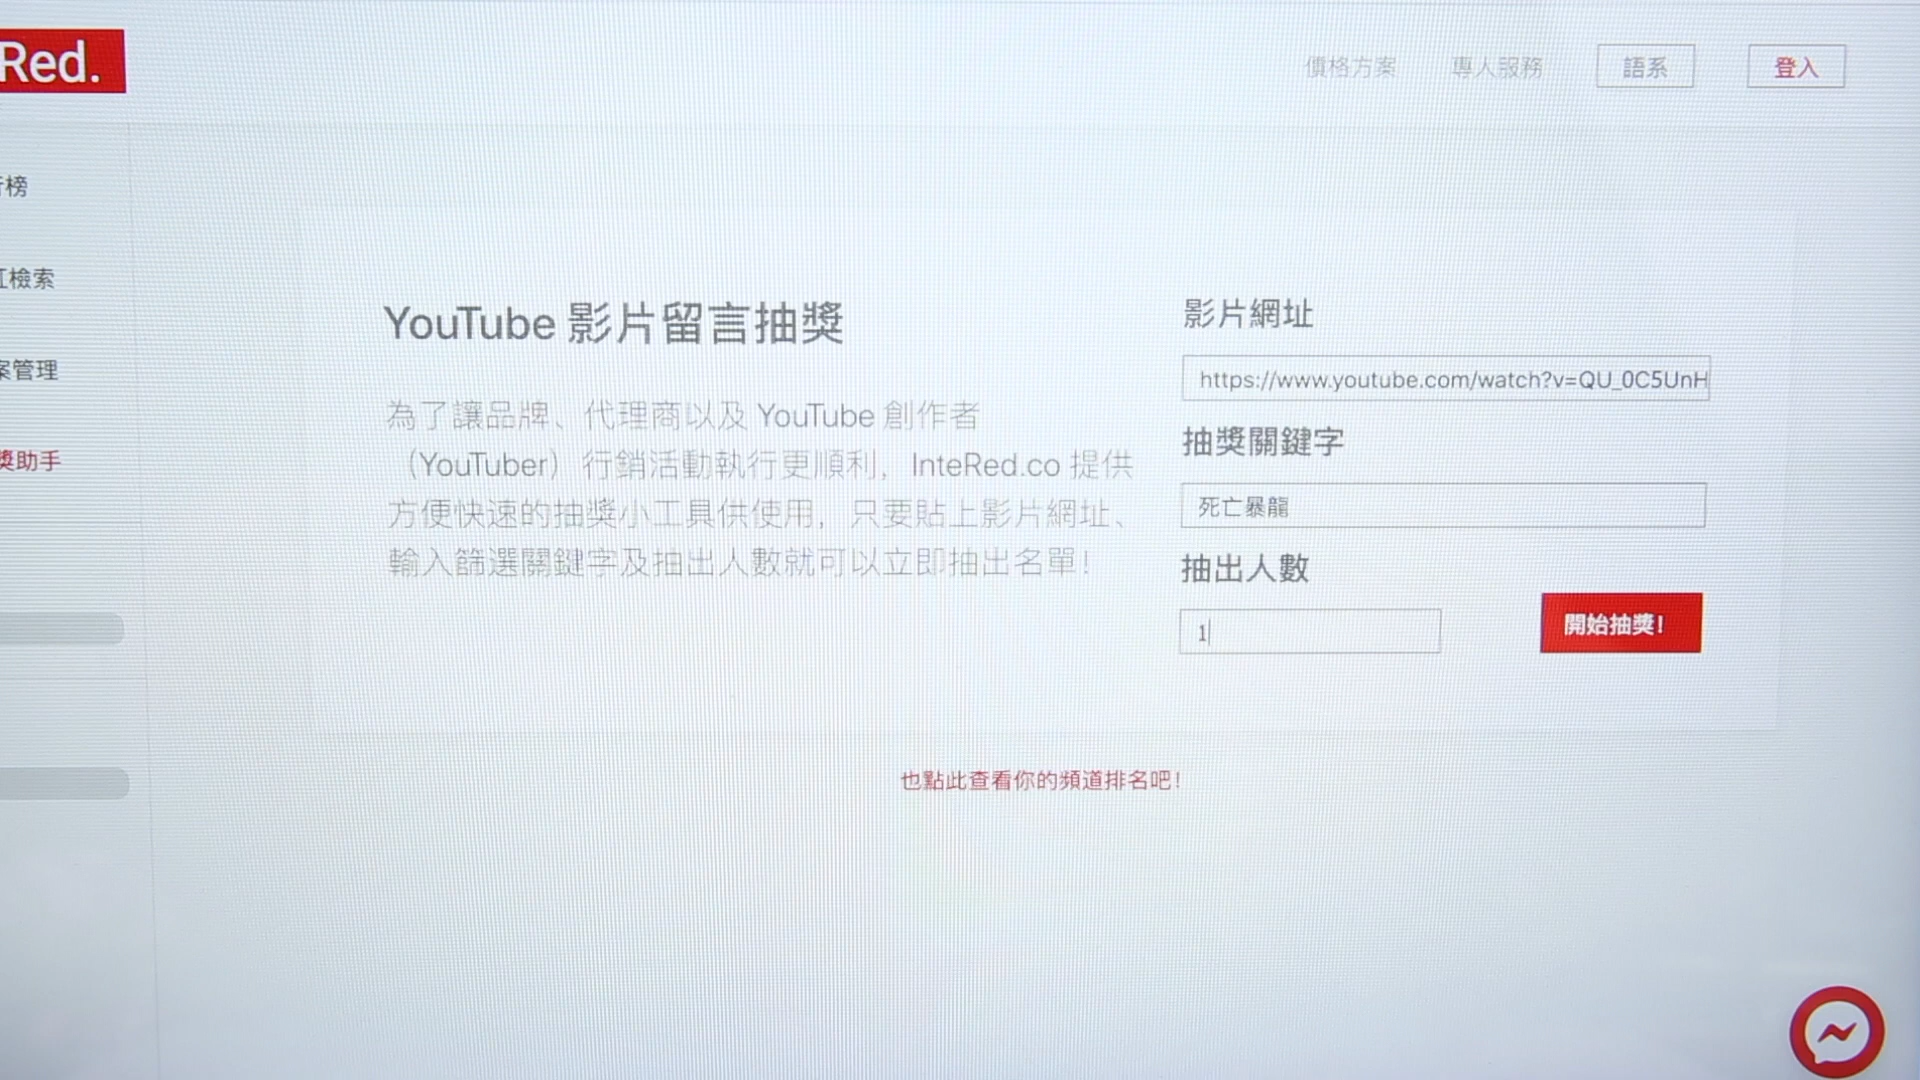 Red.
價格方案
專人服務
語系
登入
榜
檢索
案管理
獎助手
YouTube 影片留言抽獎
為了讓品牌、代理商以及 YouTube 創作者
（YouTuber）行銷活動執行更順利，InteRed.co 提供
方便快速的抽獎小工具供使用，只要貼上影片網址、
輸入篩選關鍵字及抽出人數就可以立即抽出名單！
影片網址
https://www.youtube.com/watch?v=QU_0C5UnH
抽獎關鍵字
死亡暴龍
抽出人數
1
開始抽獎！
也點此查看你的頻道排名吧！